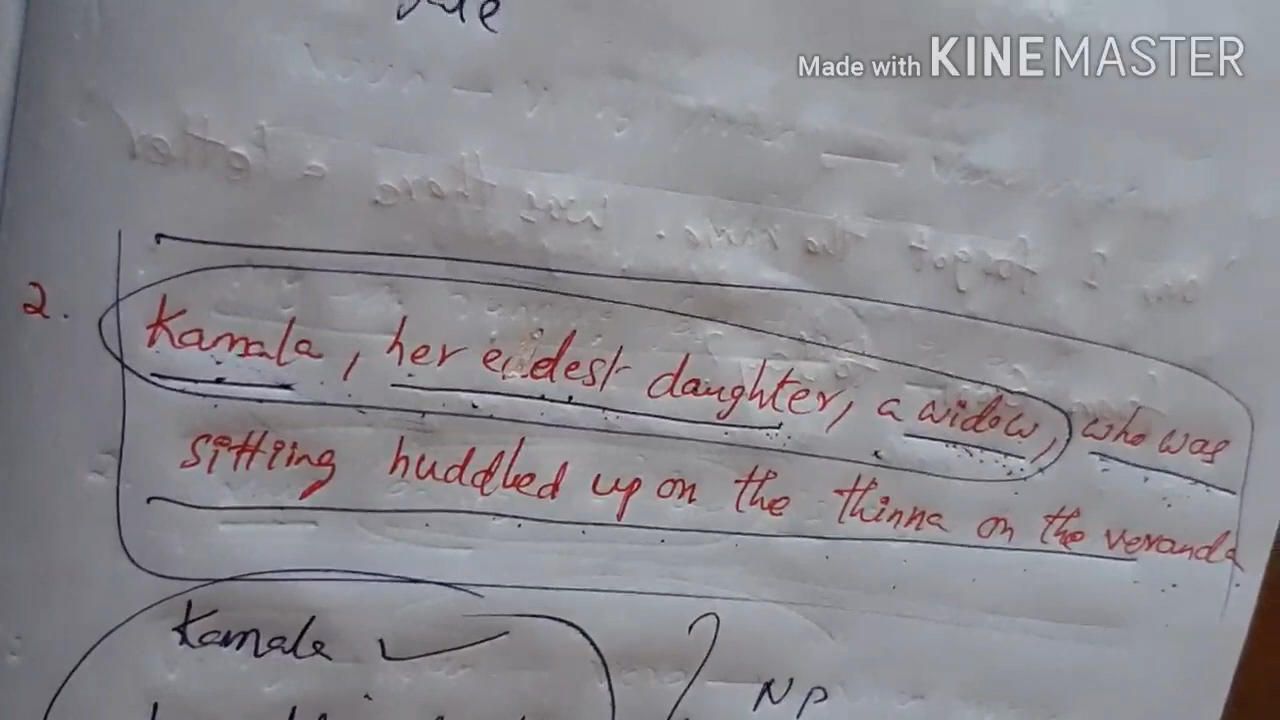 Made with KINEMASTER
2. Kamala, her eldest daughter, a widow, who was
sitting huddled up on the thinna on the veranda
Kamala
NP